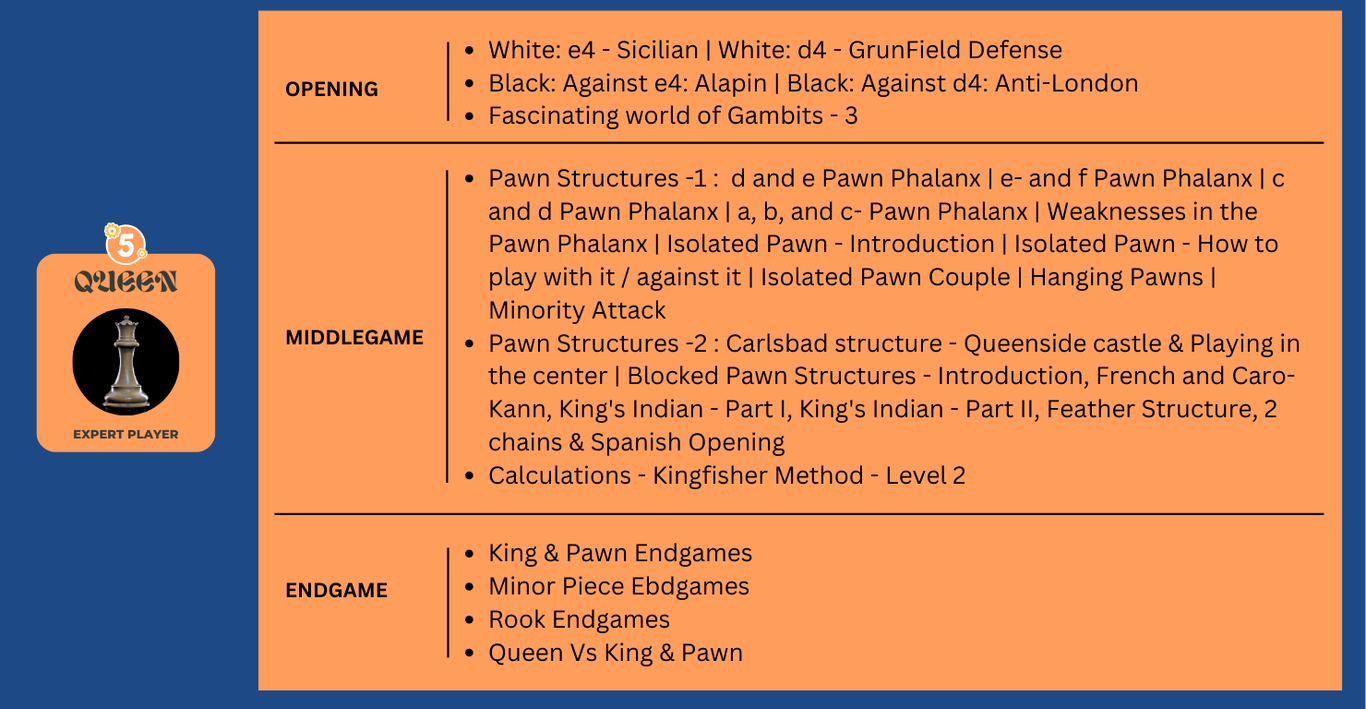 5
QUEEN
EXPERT PLAYER
OPENING
• White: e4 - Sicilian | White: d4 - GrunField Defense
• Black: Against e4: Alapin | Black: Against d4: Anti-London
• Fascinating world of Gambits - 3
MIDDLEGAME
• Pawn Structures -1 :  d and e Pawn Phalanx | e- and f Pawn Phalanx | c
and d Pawn Phalanx | a, b, and c- Pawn Phalanx | Weaknesses in the
Pawn Phalanx | Isolated Pawn - Introduction | Isolated Pawn - How to
play with it / against it | Isolated Pawn Couple | Hanging Pawns |
Minority Attack
• Pawn Structures -2 : Carlsbad structure - Queenside castle & Playing in
the center | Blocked Pawn Structures - Introduction, French and Caro-
Kann, King's Indian - Part I, King's Indian - Part II, Feather Structure, 2
chains & Spanish Opening
• Calculations - Kingfisher Method - Level 2
ENDGAME
• King & Pawn Endgames
• Minor Piece Ebdgames
• Rook Endgames
• Queen Vs King & Pawn